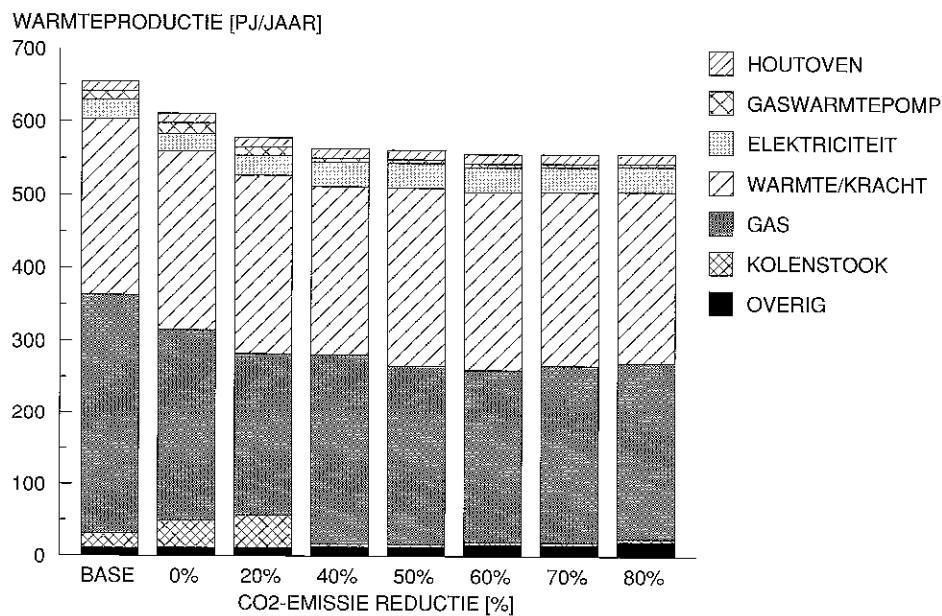 WARMTEPRODUCTIE [PJ/JAAR]
700
600
500
400
300
200
100
0
BASE 0% 20% 40% 50% 60% 70% 80%
CO2-EMISSIE REDUCTIE [%]
HOUTOVEN
GASWARMTEPOMP
ELEKTRICITEIT
WARMTE/KRACHT
GAS
KOLENSTOOK
OVERIG